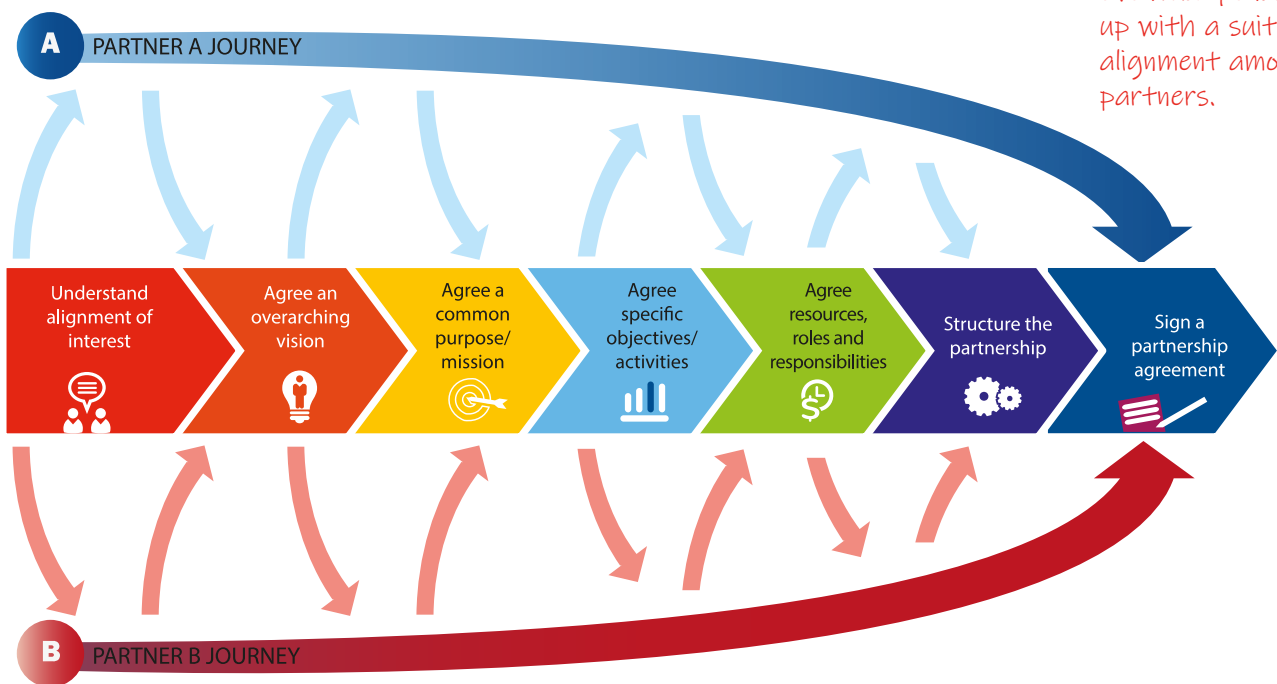 A
PARTNER A JOURNEY
up with a suit
alignment amo
partners.
Understand
alignment of
interest
Agree an
overarching
vision
Agree a
common
purpose/
mission
Agree
specific
objectives/
activities
Agree
resources,
roles and
responsibilities
Structure the
partnership
Sign a
partnership
agreement
B
PARTNER B JOURNEY